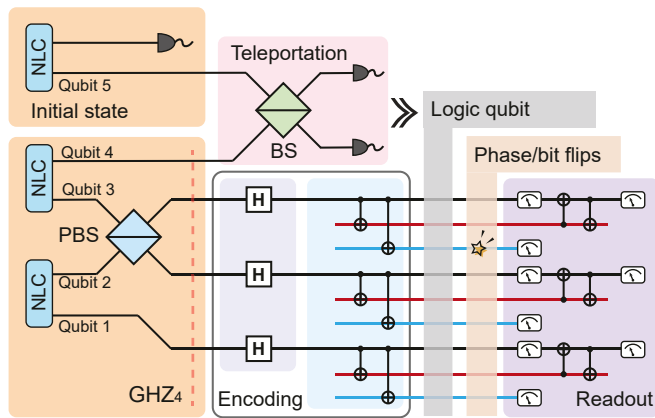 NLC
Qubit 5
Initial state
Teleportation
BS
Logic qubit
Phase/bit flips
NLC
Qubit 4
Qubit 3
PBS
NLC
Qubit 2
Qubit 1
GHZ4
H
H
H
Encoding
Readout